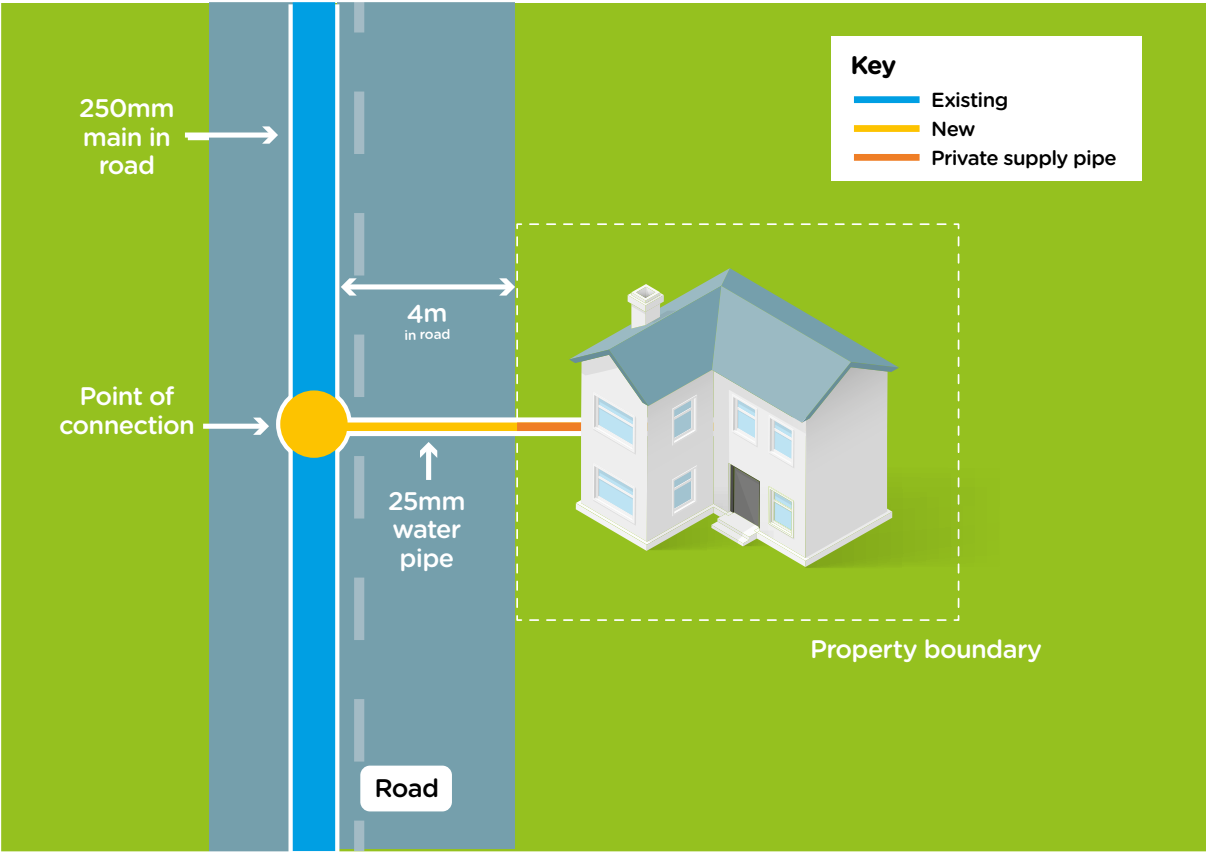 Key
Existing
New
Private supply pipe
250mm
main in
road
4m
in road
Point of
connection
25mm
water
pipe
Property boundary
Road